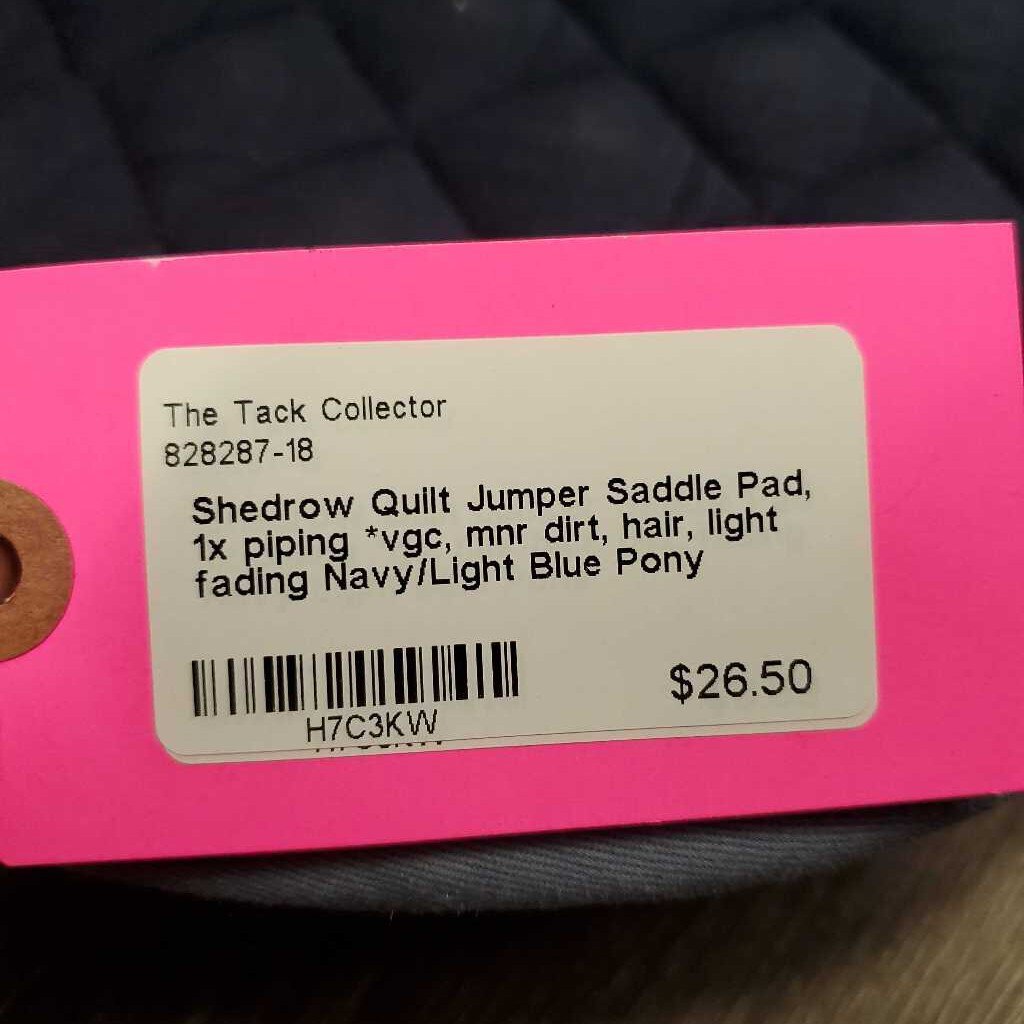 The Tack Collector
828287-18
Shedrow Quilt Jumper Saddle Pad,
1x piping *vgc, mnr dirt, hair, light
fading Navy/Light Blue Pony
$26.50
H7C3KW